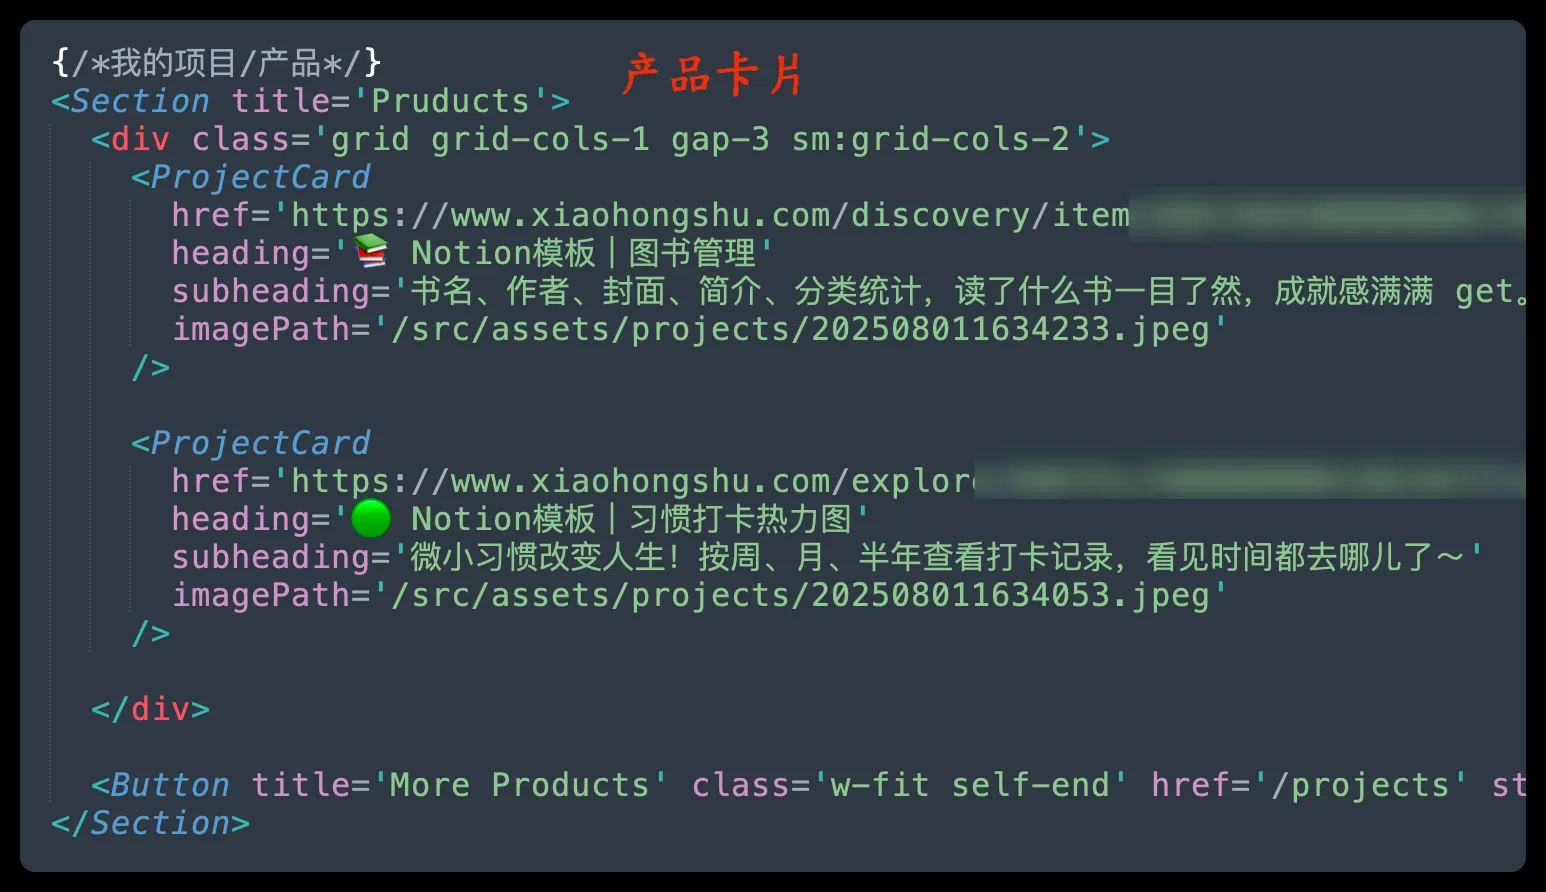 {/*我的项目/产品*/}
产品卡片
<Section title='Pruducts'>
<div class='grid grid-cols-1 gap-3 sm:grid-cols-2'>
<ProjectCard
href='https://www.xiaohongshu.com/discovery/item
heading='📚 Notion模板｜图书管理'
subheading='书名、作者、封面、简介、分类统计，读了什么书一目了然，成就感满满 get。
imagePath='/src/assets/projects/202508011634233.jpeg'
/>
<ProjectCard
href='https://www.xiaohongshu.com/explore
heading='🟢 Notion模板｜习惯打卡热力图'
subheading='微小习惯改变人生！按周、月、半年查看打卡记录，看见时间都去哪儿了～'
imagePath='/src/assets/projects/202508011634053.jpeg'
/>
</div>
<Button title='More Products' class='w-fit self-end' href='/projects' st
</Section>